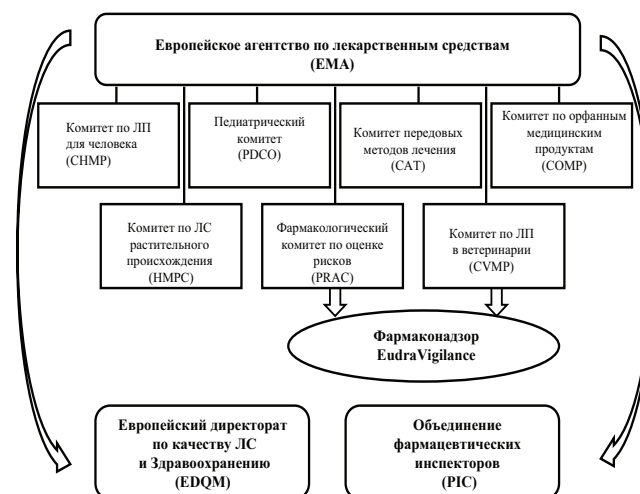 Европейское агентство по лекарственным средствам
(EMA)
Комитет по ЛП
для человека
(CHMP)
Педиатрический
комитет
(PDCO)
Комитет передовых
методов лечения
(CAT)
Комитет по орфанным
медицинским
продуктам
(COMP)
Комитет по ЛС
растительного
происхождения
(HMPC)
Фармакологический
комитет по оценке
рисков
(PRAC)
Комитет по ЛП
в ветеринарии
(CVMP)
Фармаконадзор
EudraVigilance
Европейский директорат
по качеству ЛС
и Здравоохранению
(EDQM)
Объединение
фармацевтических
инспекторов
(PIC)